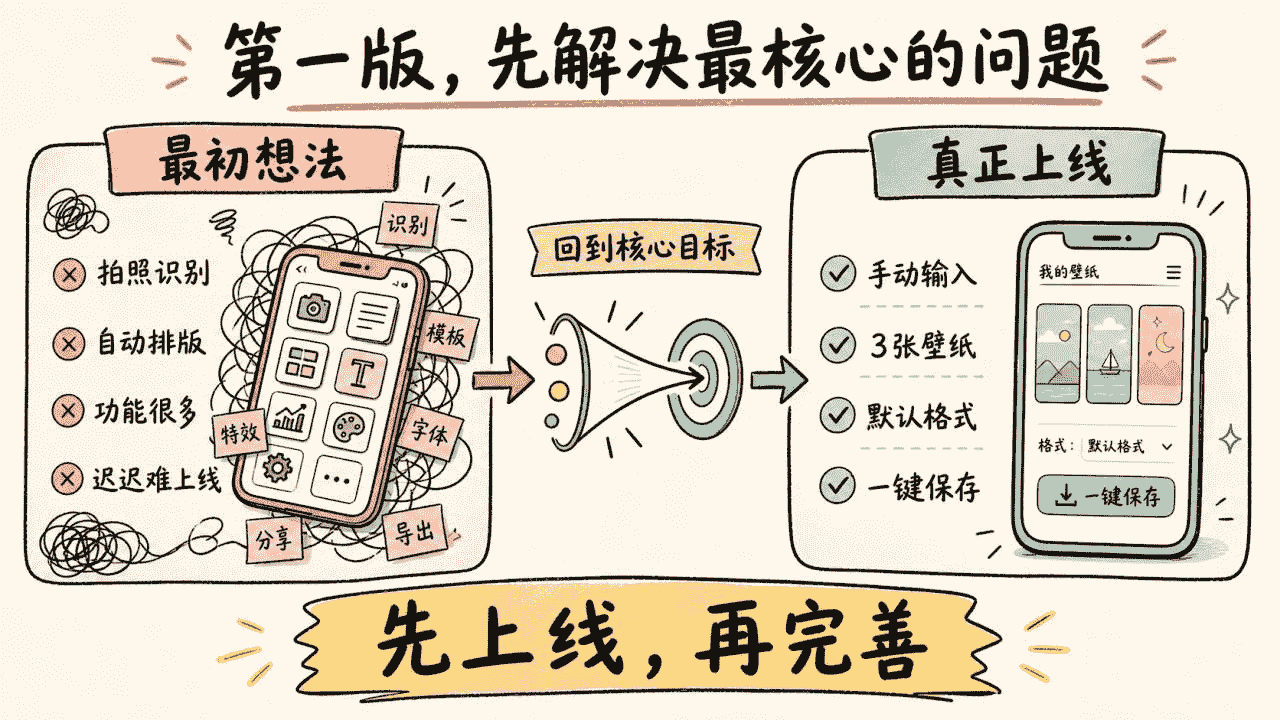 第一版,先解决最核心的问题
最初想法
拍照识别
自动排版
功能很多
迟迟难上线
识别
模板
T
特效
字体
分享
导出
回到核心目标
真正上线
手动输入
3张壁纸
默认格式
一键保存
我的壁纸
格式: 默认格式
一键保存
先上线,再完善